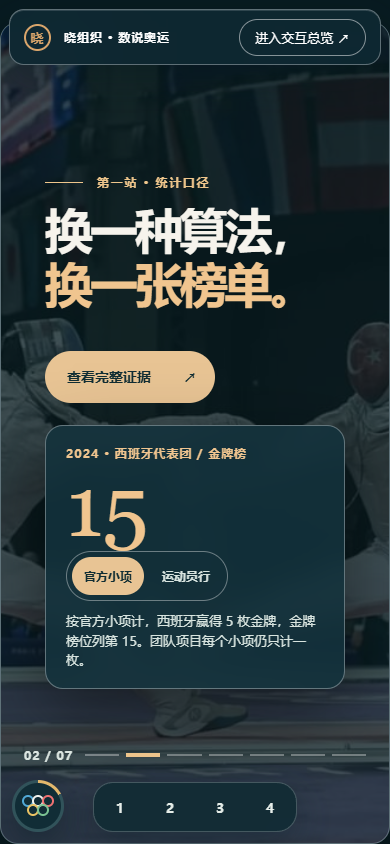 晓 晓组织 • 数说奥运 进入交互总览 ↗
第一站 • 统计口径
换一种算法，
换一张榜单。
查看完整证据 ↗
2024 • 西班牙代表团 / 金牌榜
15
官方小项 运动员行
按官方小项计，西班牙赢得 5 枚金牌，金牌
榜位列第 15。团队项目每个小项仍只计一
枚。
02 / 07
1 2 3 4